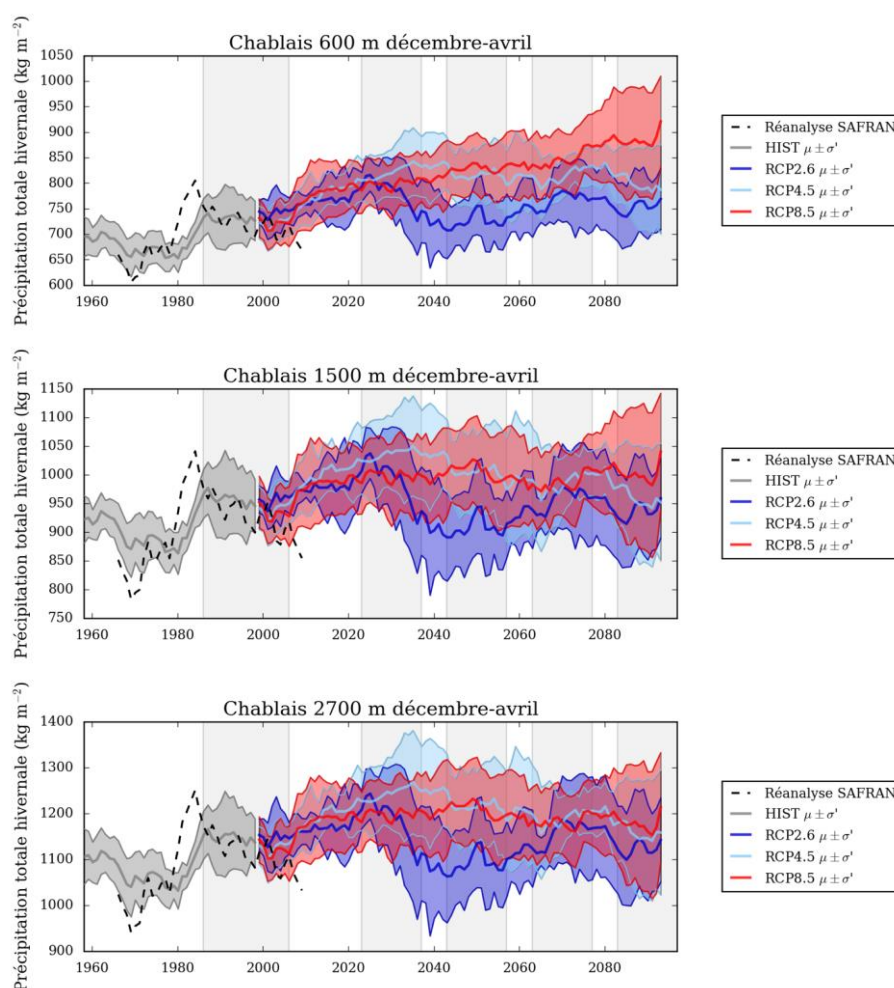 Chablais 600 m décembre-avril
Précipitation totale hivernale (kg m⁻²)
1050
1000
950
900
850
800
750
700
650
600
1960 1980 2000 2020 2040 2060 2080
Réanalyse SAFRAN
HIST μ ± σ'
RCP2.6 μ ± σ'
RCP4.5 μ ± σ'
RCP8.5 μ ± σ'
Chablais 1500 m décembre-avril
Précipitation totale hivernale (kg m⁻²)
1150
1100
1050
1000
950
900
850
800
750
1960 1980 2000 2020 2040 2060 2080
Réanalyse SAFRAN
HIST μ ± σ'
RCP2.6 μ ± σ'
RCP4.5 μ ± σ'
RCP8.5 μ ± σ'
Chablais 2700 m décembre-avril
Précipitation totale hivernale (kg m⁻²)
1400
1300
1200
1100
1000
900
1960 1980 2000 2020 2040 2060 2080
Réanalyse SAFRAN
HIST μ ± σ'
RCP2.6 μ ± σ'
RCP4.5 μ ± σ'
RCP8.5 μ ± σ'